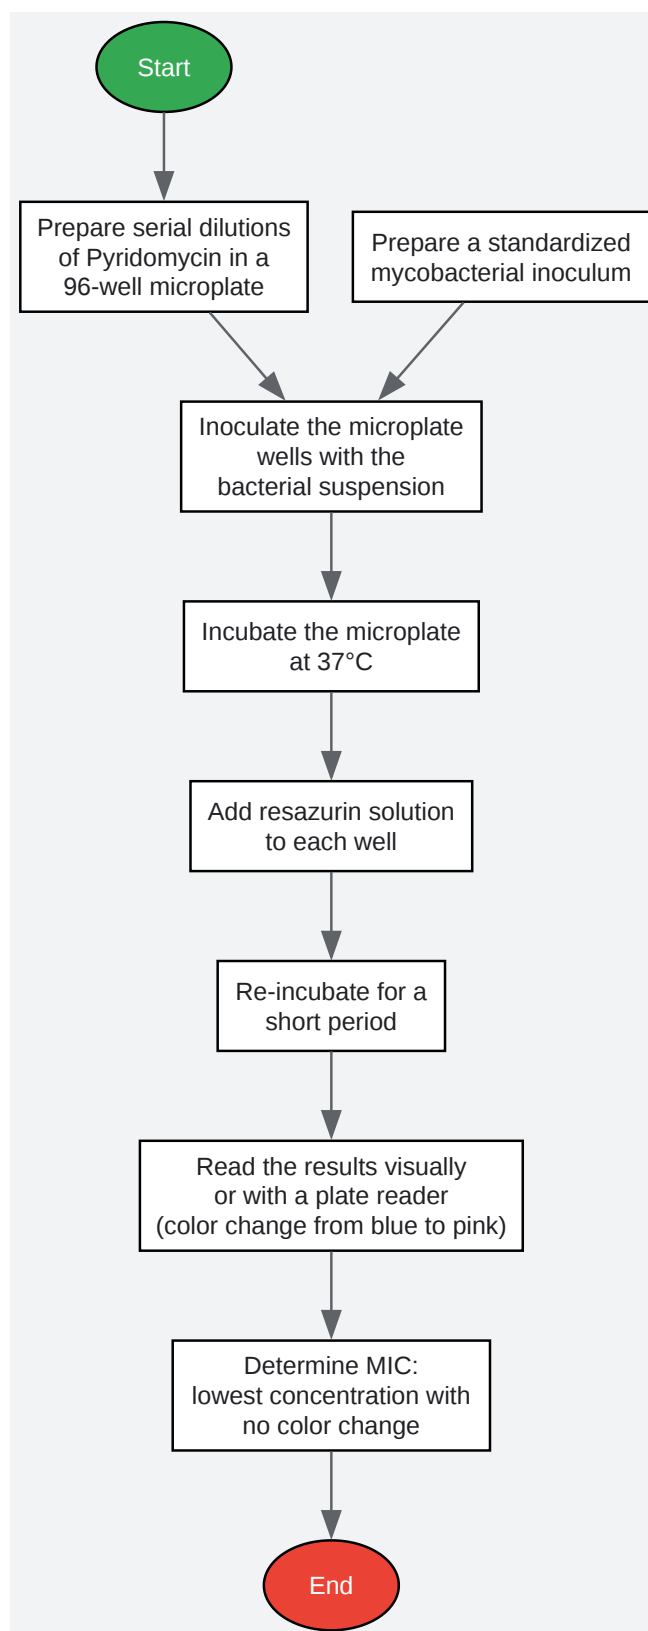 Start
Prepare serial dilutions
of Pyridomycin in a
96-well microplate
Prepare a standardized
mycobacterial inoculum
Inoculate the microplate
wells with the
bacterial suspension
Incubate the microplate
at 37°C
Add resazurin solution
to each well
Re-incubate for a
short period
Read the results visually
or with a plate reader
(color change from blue to pink)
Determine MIC:
lowest concentration with
no color change
End